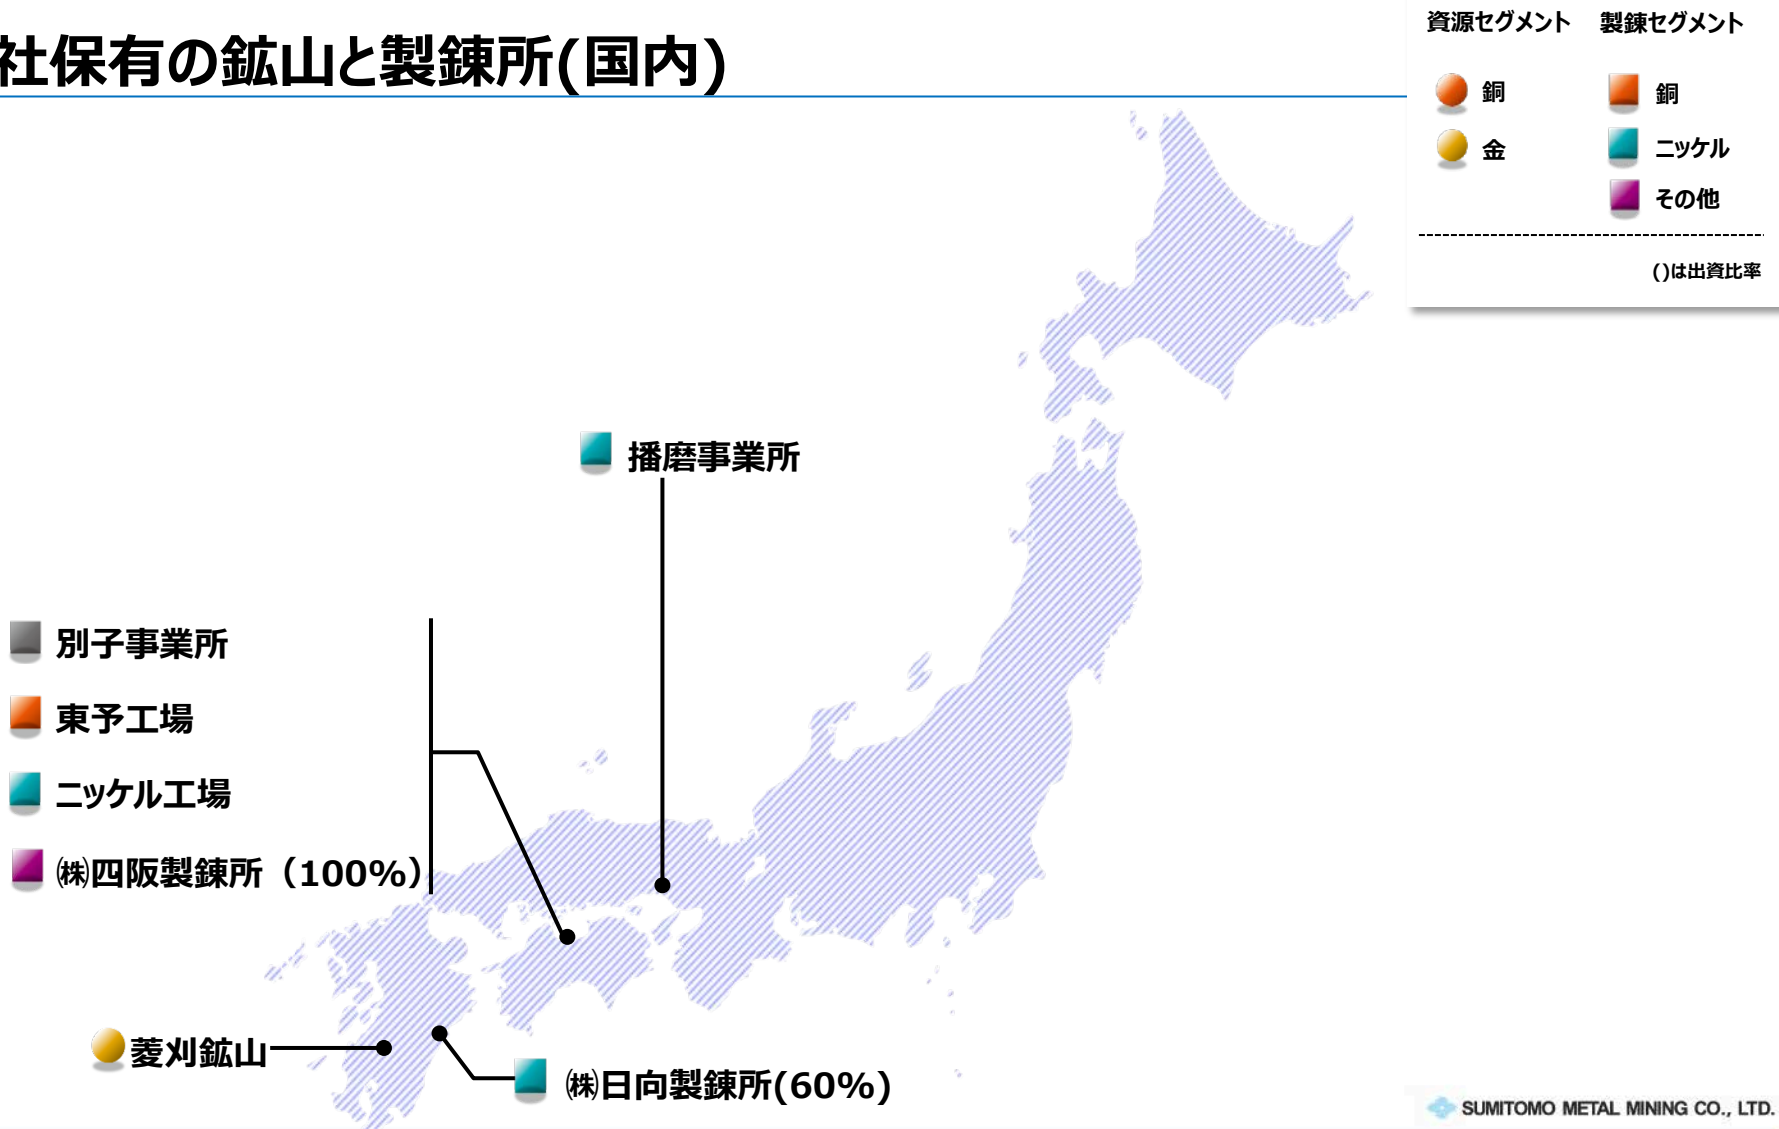 社保有の鉱山と製錬所(国内)
資源セグメント 製錬セグメント
銅 銅
金 ニッケル
その他
()は出資比率
播磨事業所
別子事業所
東予工場
ニッケル工場
㈱四阪製錬所（100%）
菱刈鉱山
㈱日向製錬所(60%)
SUMITOMO METAL MINING CO., LTD.